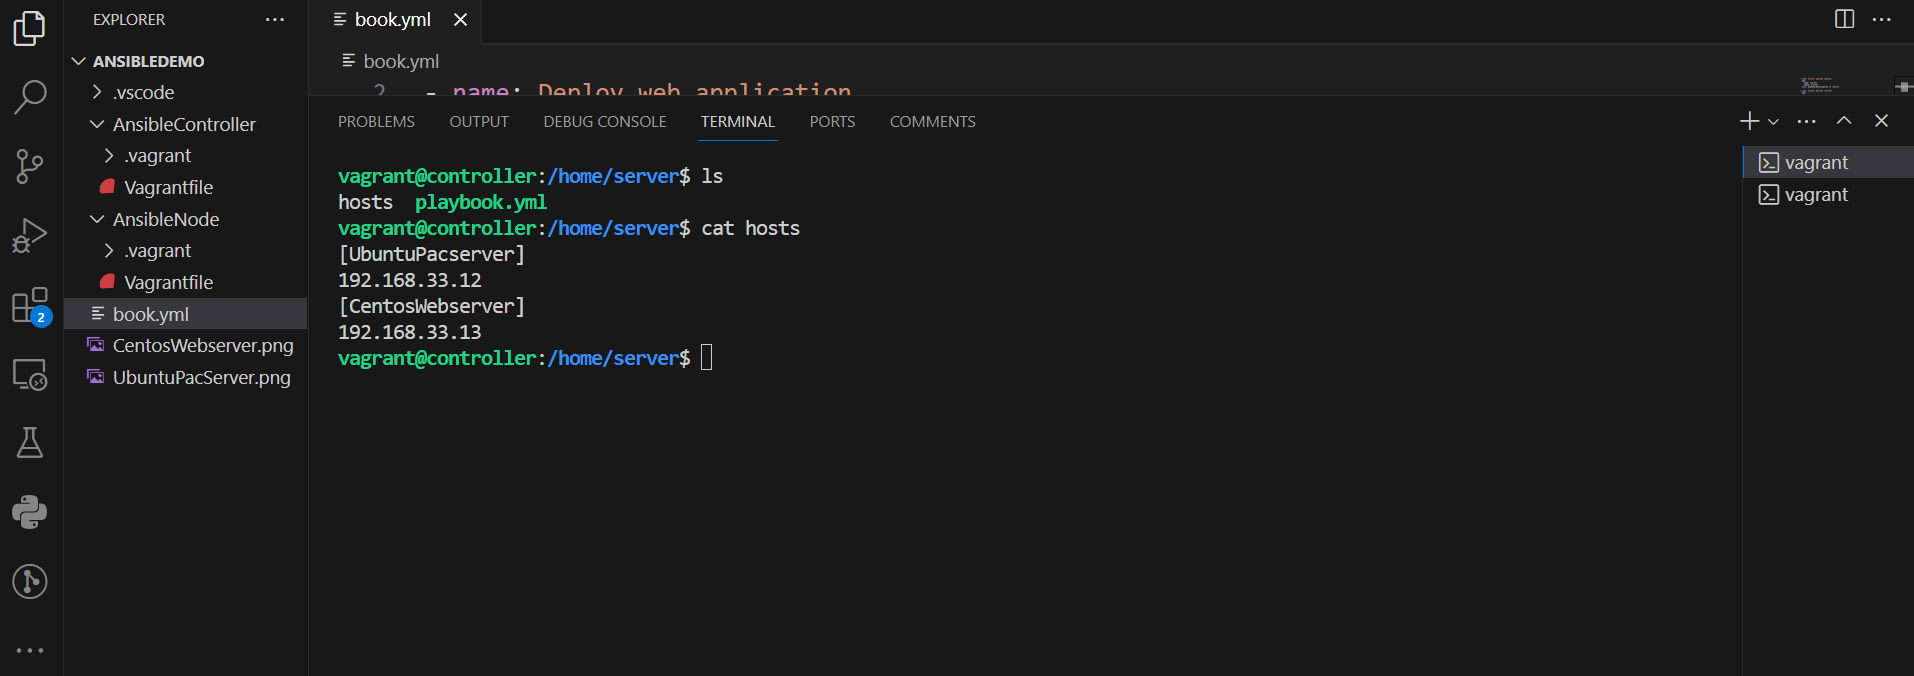 EXPLORER
ANSIBLEDEMO
.vscode
AnsibleController
.vagrant
Vagrantfile
AnsibleNode
.vagrant
Vagrantfile
book.yml
CentosWebserver.png
UbuntuPacServer.png
2
book.yml
book.yml
2 - name: Deploy web application
PROBLEMS OUTPUT DEBUG CONSOLE TERMINAL PORTS COMMENTS
vagrant@controller:/home/server$ ls
hosts playbook.yml
vagrant@controller:/home/server$ cat hosts
[UbuntuPacserver]
192.168.33.12
[CentosWebserver]
192.168.33.13
vagrant@controller:/home/server$
vagrant
vagrant